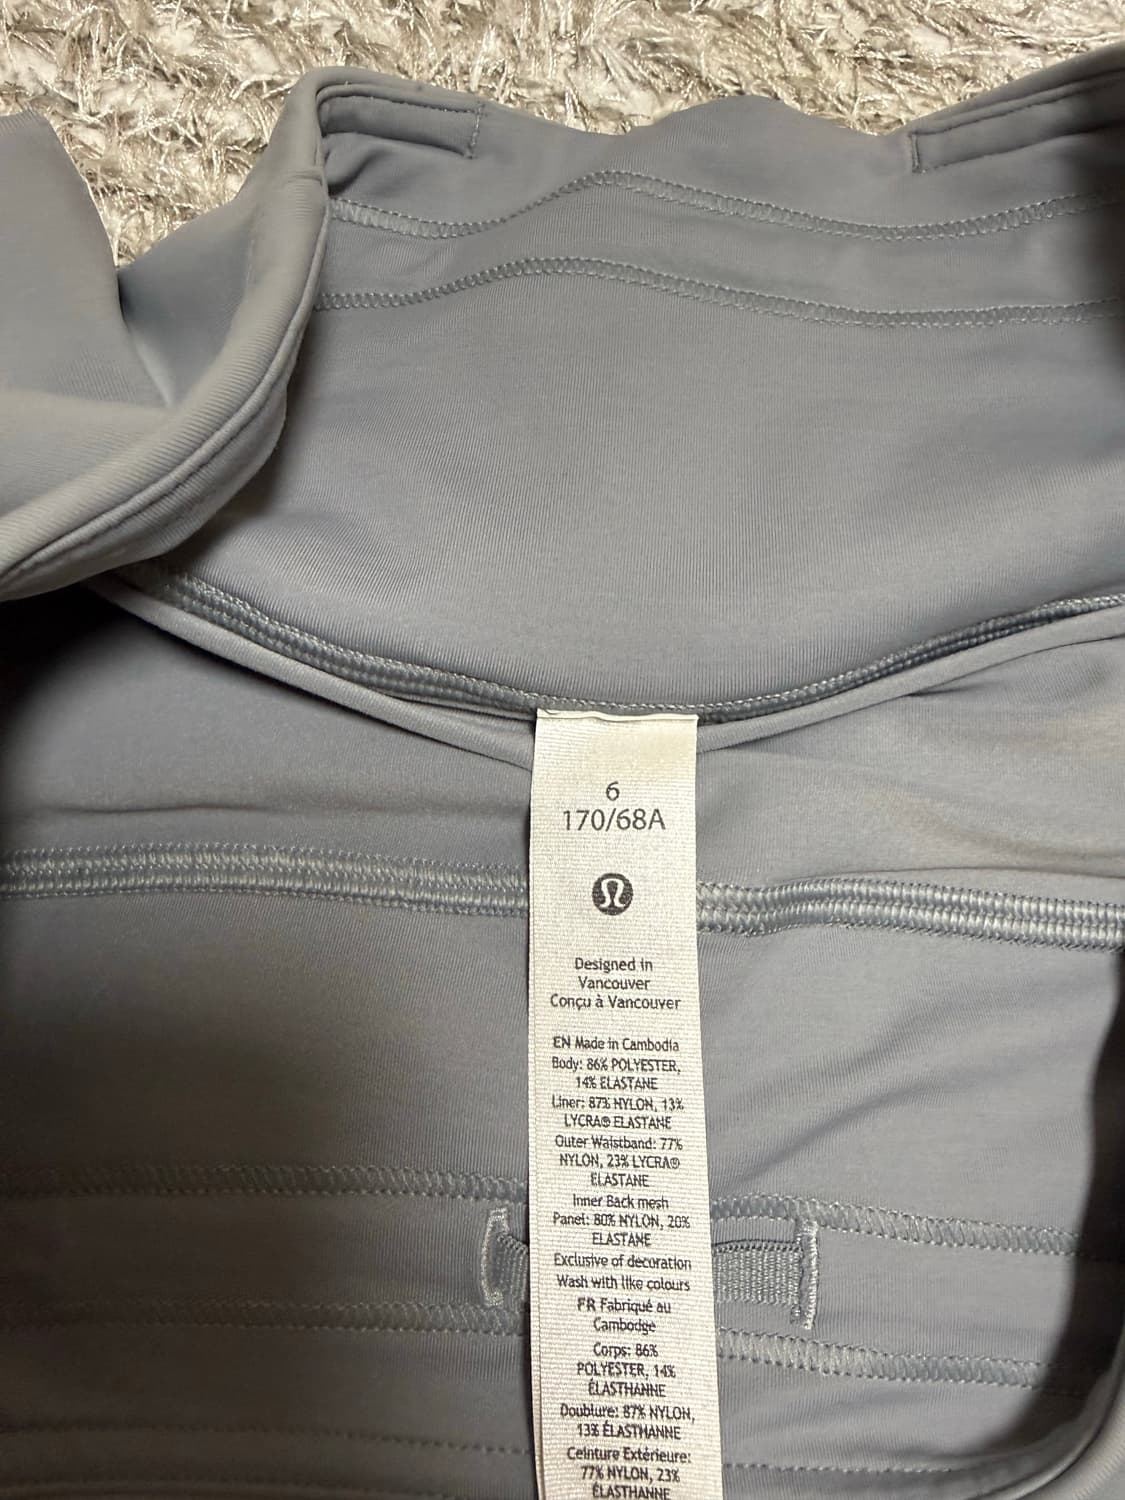 6
170/68A
Designed in
Vancouver
Conçu à Vancouver
EN Made in Cambodia
Body: 86% POLYESTER,
14% ELASTANE
Liner: 87% NYLON, 13%
LYCRA® ELASTANE
Outer Waistband: 77%
NYLON, 23% LYCRA®
ELASTANE
Inner Back mesh
Panel: 80% NYLON, 20%
ELASTANE
Exclusive of decoration
Wash with like colours
FR Fabriqué au
Cambodge
Corps: 86%
POLYESTER, 14%
ÉLASTHANNE
Doublure: 87% NYLON,
13% ÉLASTHANNE
Ceinture Extérieure:
77% NYLON, 23%
ÉLASTHANNE